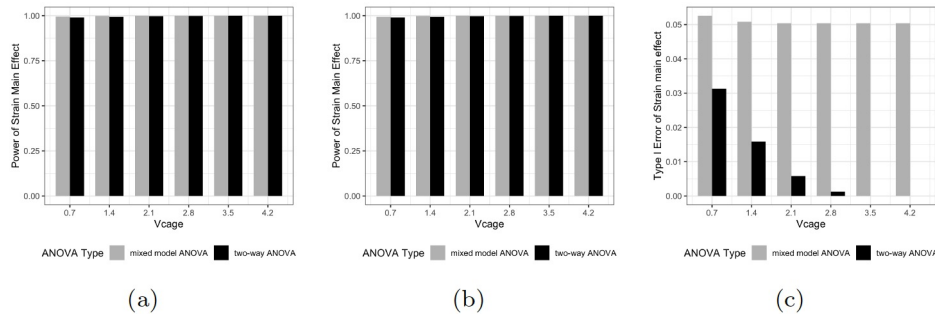 Power of Strain Main Effect
1.00
0.75
0.50
0.25
0.00
0.7 1.4 2.1 2.8 3.5 4.2
Vcage
ANOVA Type mixed model ANOVA two-way ANOVA
(a)
Power of Strain Main Effect
1.00
0.75
0.50
0.25
0.00
0.7 1.4 2.1 2.8 3.5 4.2
Vcage
ANOVA Type mixed model ANOVA two-way ANOVA
(b)
Type I Error of Strain main effect
0.05
0.04
0.03
0.02
0.01
0.00
0.7 1.4 2.1 2.8 3.5 4.2
Vcage
ANOVA Type mixed model ANOVA two-way ANOVA
(c)